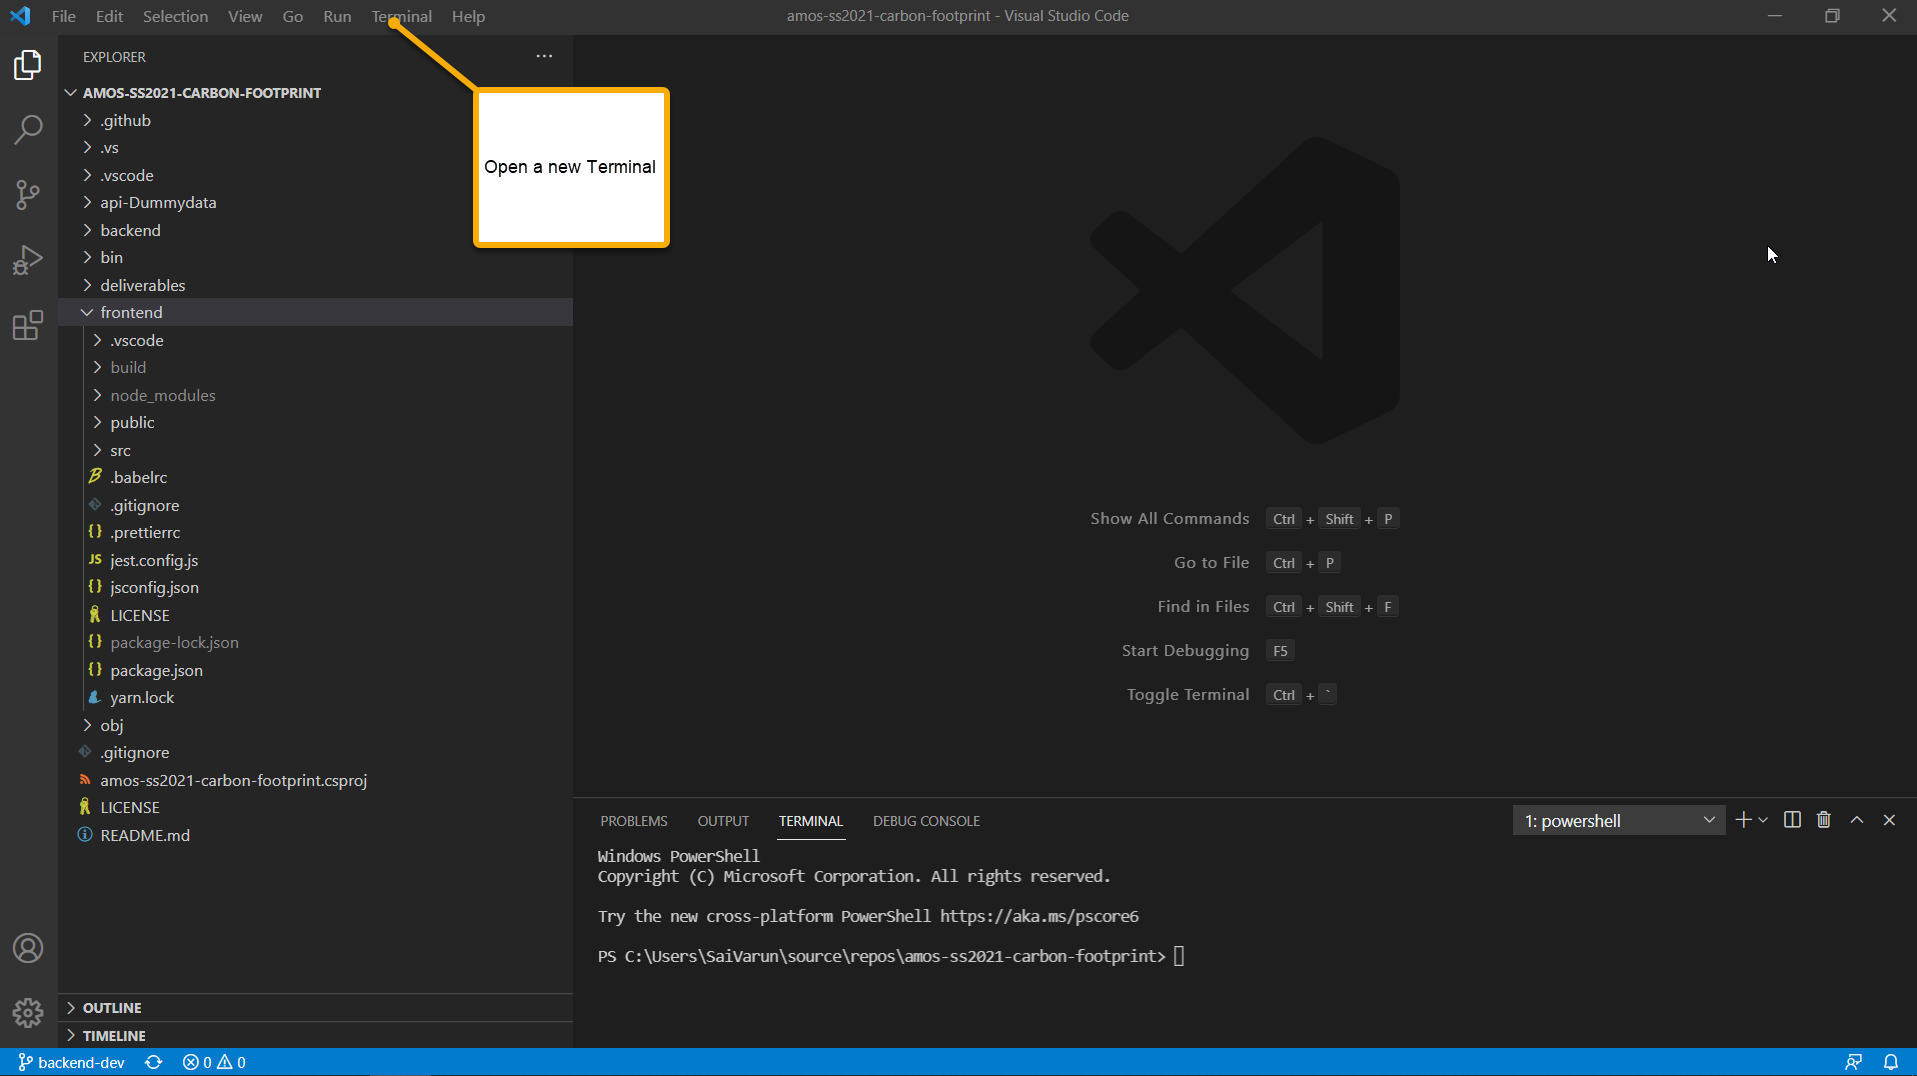 File Edit Selection View Go Run Terminal Help
amos-ss2021-carbon-footprint - Visual Studio Code
EXPLORER
AMOS-SS2021-CARBON-FOOTPRINT
.github
.vs
.vscode
api-Dummydata
backend
bin
deliverables
frontend
.vscode
build
node_modules
public
src
.babelrc
.gitignore
{} .prettierrc
JS jest.config.js
{} jsconfig.json
LICENSE
{} package-lock.json
{} package.json
yarn.lock
obj
.gitignore
amos-ss2021-carbon-footprint.csproj
LICENSE
README.md
OUTLINE
TIMELINE
Open a new Terminal
Show All Commands Ctrl + Shift + P
Go to File Ctrl + P
Find in Files Ctrl + Shift + F
Start Debugging F5
Toggle Terminal Ctrl + `
PROBLEMS OUTPUT TERMINAL DEBUG CONSOLE
1: powershell
Windows PowerShell
Copyright (C) Microsoft Corporation. All rights reserved.
Try the new cross-platform PowerShell https://aka.ms/pscore6
PS C:\Users\SaiVarun\source\repos\amos-ss2021-carbon-footprint>
backend-dev 0 0